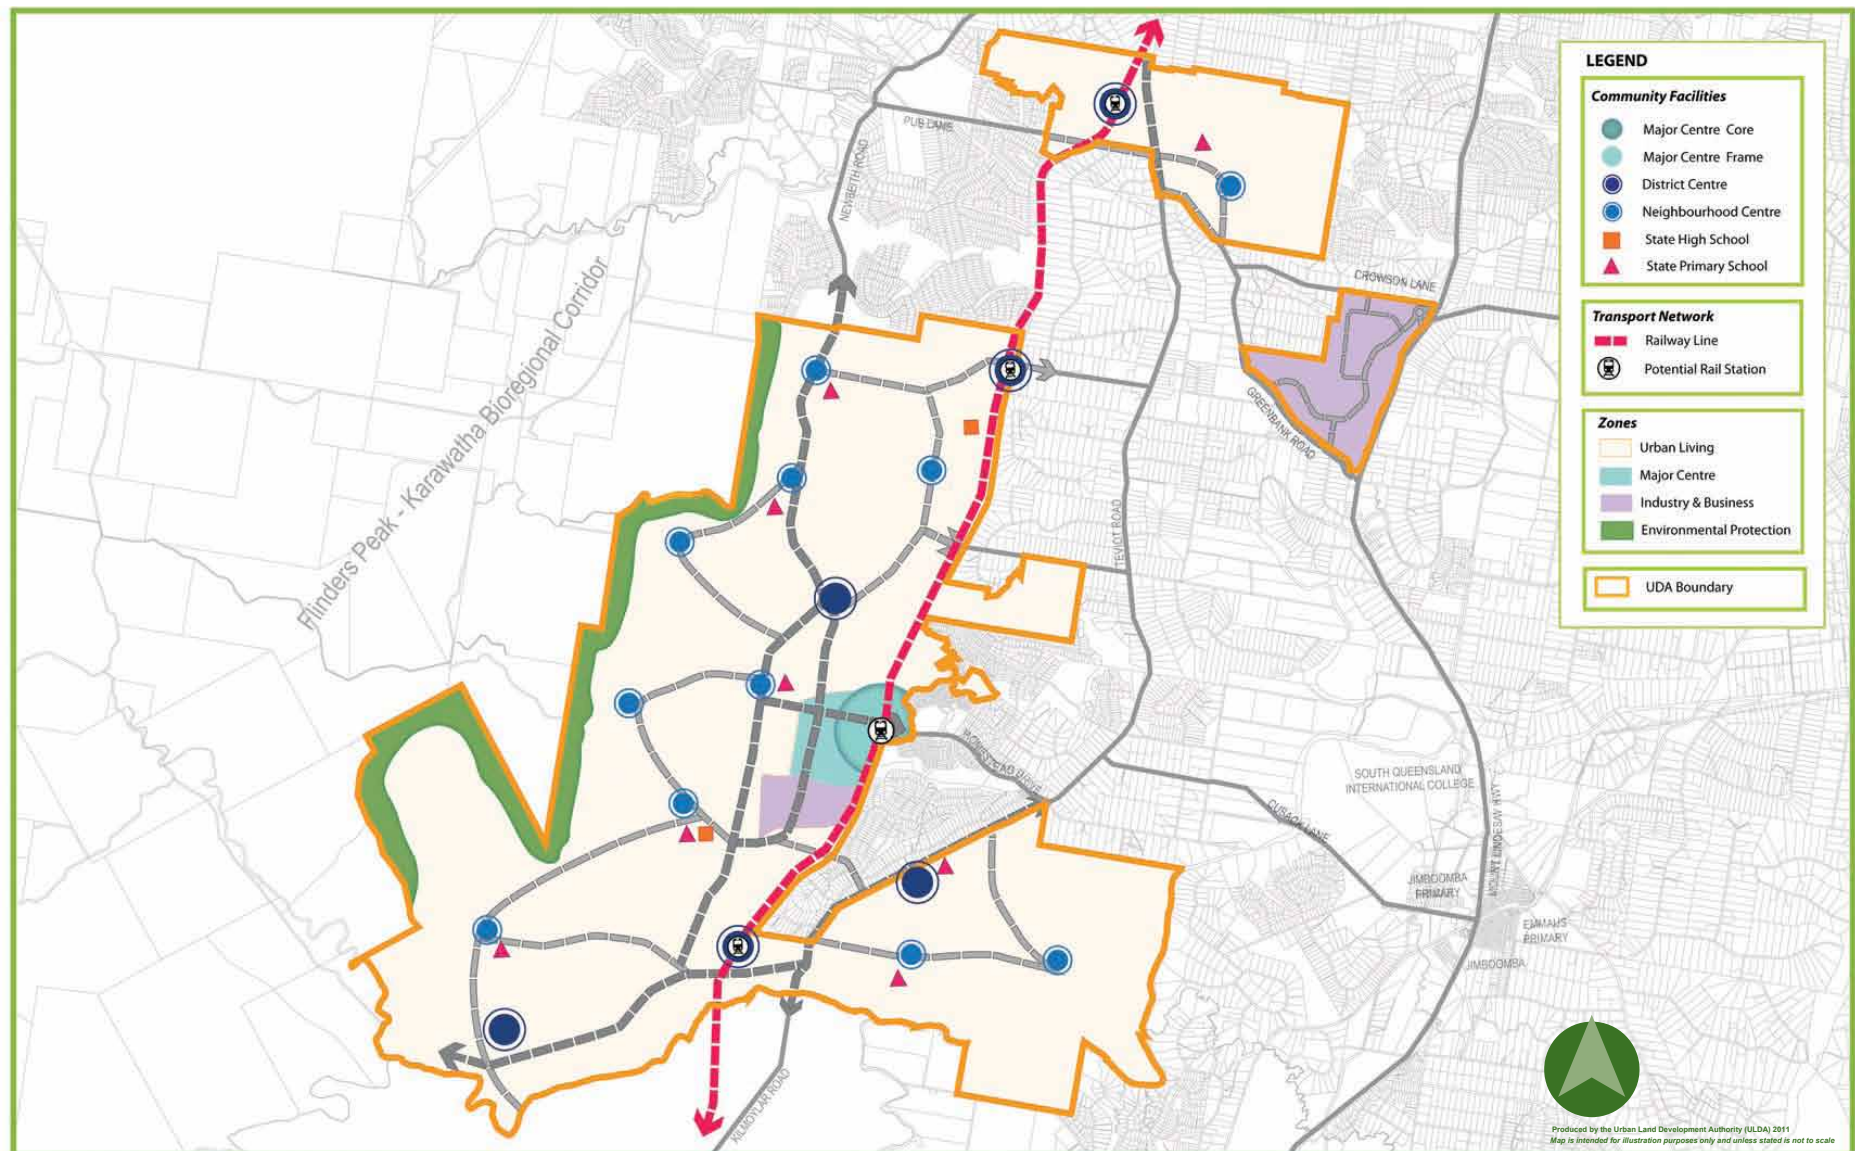 LEGEND
Community Facilities
Major Centre Core
Major Centre Frame
District Centre
Neighbourhood Centre
State High School
State Primary School
Transport Network
Railway Line
Potential Rail Station
Zones
Urban Living
Major Centre
Industry & Business
Environmental Protection
UDA Boundary
PUB LANE
NEWBEITH ROAD
CROWSON LANE
GREENBANK ROAD
Flinders Peak - Karawatha Bioregional Corridor
TEVIOT ROAD
HOMESTEAD DRIVE
SOUTH QUEENSLAND
INTERNATIONAL COLLEGE
CUSACK LANE
MOUNT LINDESAY HWY
JIMBOOMBA
PRIMARY
EMMAUS
PRIMARY
JIMBOOMBA
KILMOYLAR ROAD
Produced by the Urban Land Development Authority (ULDA) 2011
Map is intended for illustration purposes only and unless stated is not to scale